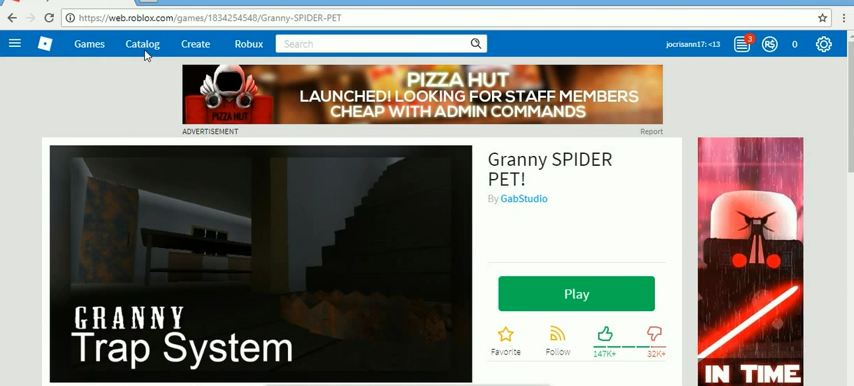 https://web.roblox.com/games/1834254548/Granny-SPIDER-PET
Games Catalog Create Robux Search jocrisann17: <13 3 R$ 0
PIZZA HUT
LAUNCHED! LOOKING FOR STAFF MEMBERS
CHEAP WITH ADMIN COMMANDS
PIZZA HUT
ADVERTISEMENT Report
Granny SPIDER
PET!
By GabStudio
Play
Favorite Follow 147K+ 32K+
GRANNY
Trap System
IN TIME